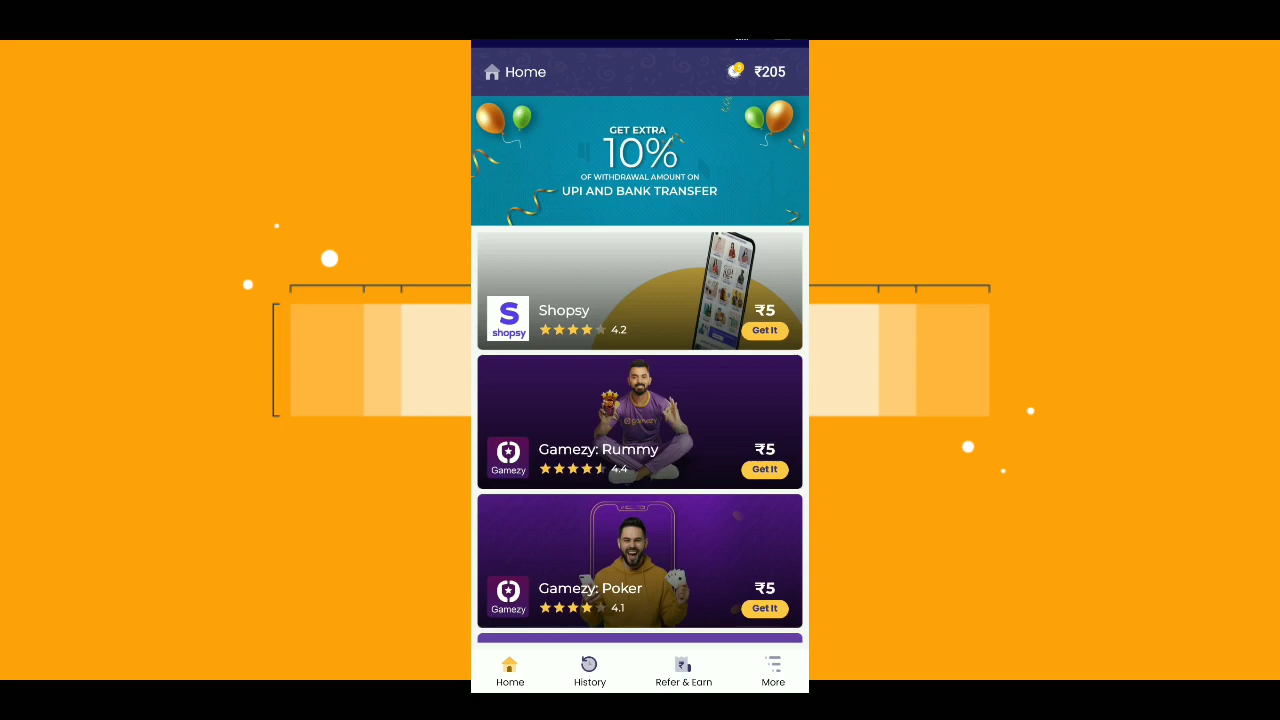 Home
₹205
GET EXTRA
10%
OF WITHDRAWAL AMOUNT ON
UPI AND BANK TRANSFER
S
shopsy
Shopsy
4.2
₹5
Get It
gamezy
Gamezy
Gamezy: Rummy
4.4
₹5
Get It
Gamezy
Gamezy: Poker
4.1
₹5
Get It
Home
History
Refer & Earn
More